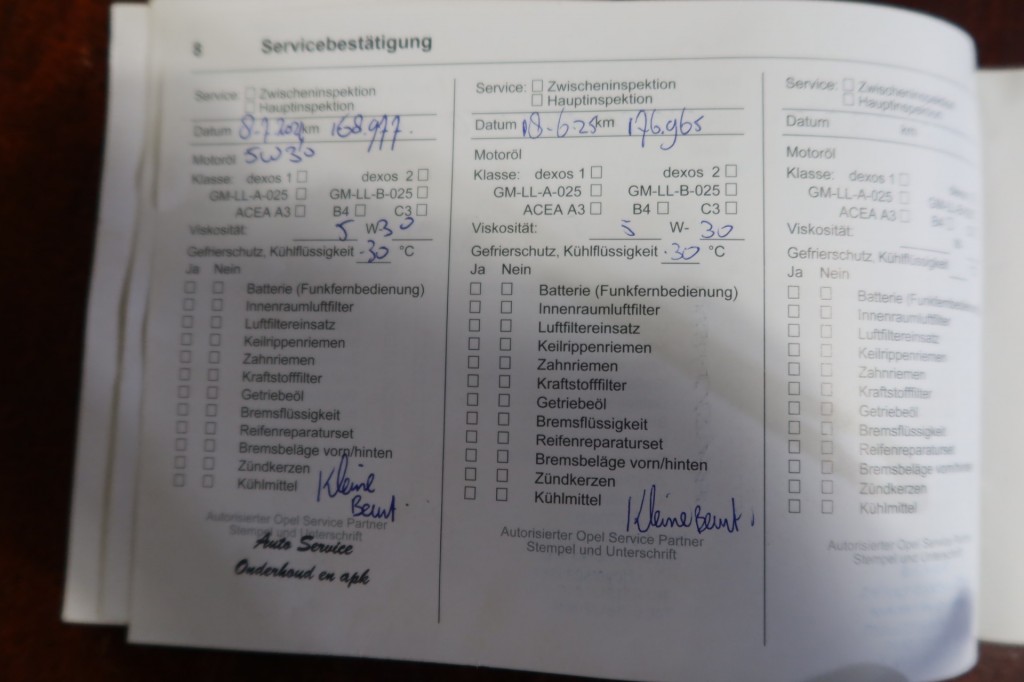 8 Servicebestätigung
Service: ☐ Zwischeninspektion
☐ Hauptinspektion
Datum 8-7 km 168.977.
Motoröl 5W30
Klasse: dexos 1 ☐ dexos 2 ☐
GM-LL-A-025 ☐ GM-LL-B-025 ☐
ACEA A3 ☐ B4 ☐ C3 ☐
Viskosität: 5 W 30
Gefrierschutz, Kühlflüssigkeit -30 °C
Ja Nein
☐ ☐ Batterie (Funkfernbedienung)
☐ ☐ Innenraumluftfilter
☐ ☐ Luftfiltereinsatz
☐ ☐ Keilrippenriemen
☐ ☐ Zahnriemen
☐ ☐ Kraftstofffilter
☐ ☐ Getriebeöl
☐ ☐ Bremsflüssigkeit
☐ ☐ Reifenreparaturset
☐ ☐ Bremsbeläge vorn/hinten
☐ ☐ Zündkerzen
☐ ☐ Kühlmittel
Kleine
Beurt.
Autorisierter Opel Service Partner
Stempel und Unterschrift
Auto Service
Onderhoud en apk
Service: ☐ Zwischeninspektion
☐ Hauptinspektion
Datum 18-6-25 km 176.965
Motoröl
Klasse: dexos 1 ☐ dexos 2 ☐
GM-LL-A-025 ☐ GM-LL-B-025 ☐
ACEA A3 ☐ B4 ☐ C3 ☐
Viskosität: 5 W- 30
Gefrierschutz, Kühlflüssigkeit -30 °C
Ja Nein
☐ ☐ Batterie (Funkfernbedienung)
☐ ☐ Innenraumluftfilter
☐ ☐ Luftfiltereinsatz
☐ ☐ Keilrippenriemen
☐ ☐ Zahnriemen
☐ ☐ Kraftstofffilter
☐ ☐ Getriebeöl
☐ ☐ Bremsflüssigkeit
☐ ☐ Reifenreparaturset
☐ ☐ Bremsbeläge vorn/hinten
☐ ☐ Zündkerzen
☐ ☐ Kühlmittel
Kleine Beurt.
Autorisierter Opel Service Partner
Stempel und Unterschrift
Service: ☐ Zwischeninspektion
☐ Hauptinspektion
Datum km
Motoröl
Klasse: dexos 1 ☐
GM-LL-A-025 ☐
ACEA A3 ☐ B4
Viskosität:
Gefrierschutz, Kühlflüssigkeit
Ja Nein
☐ ☐ Batterie
☐ ☐ Innenraumluftfilter
☐ ☐ Luftfiltereinsatz
☐ ☐ Keilrippenriemen
☐ ☐ Zahnriemen
☐ ☐ Kraftstofffilter
☐ ☐ Getriebeöl
☐ ☐ Bremsflüssigkeit
☐ ☐ Reifenreparaturset
☐ ☐ Bremsbeläge vorn/hinten
☐ ☐ Zündkerzen
☐ ☐ Kühlmittel
Autorisierter Opel Service
Stempel und Unterschrift